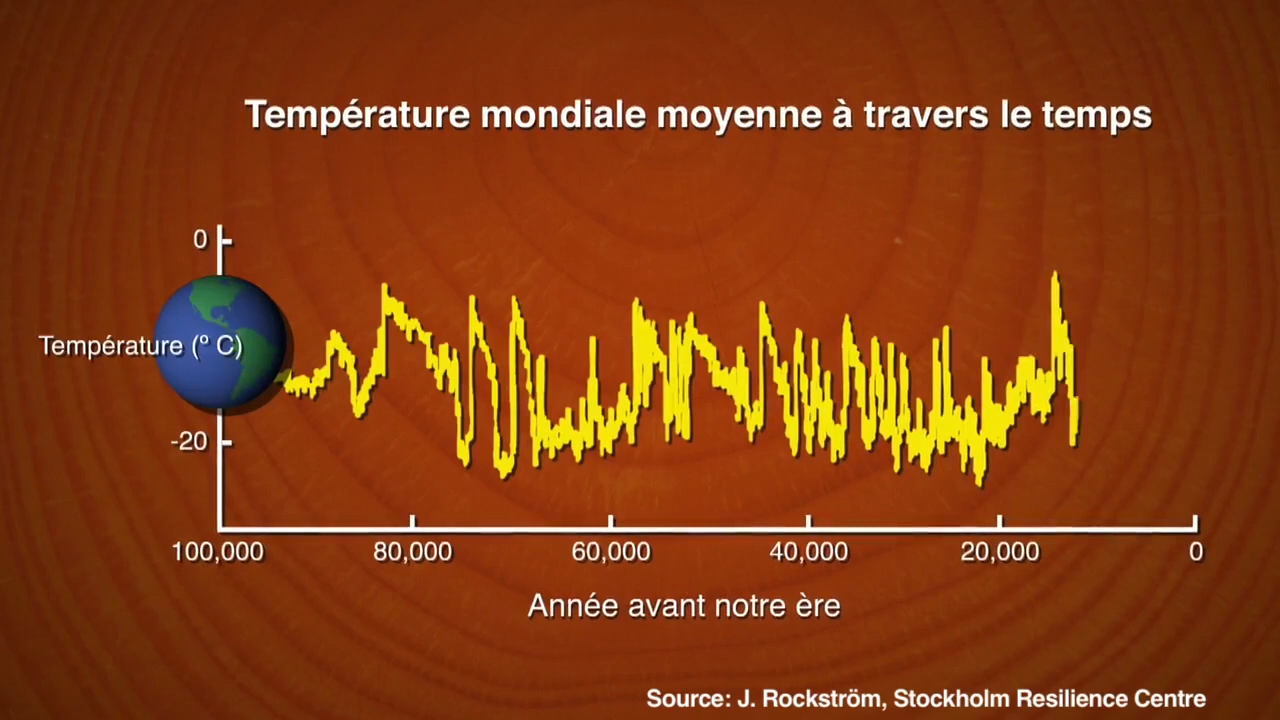 Température mondiale moyenne à travers le temps
0
Température (º C)
-20
100,000 80,000 60,000 40,000 20,000 0
Année avant notre ère
Source: J. Rockström, Stockholm Resilience Centre